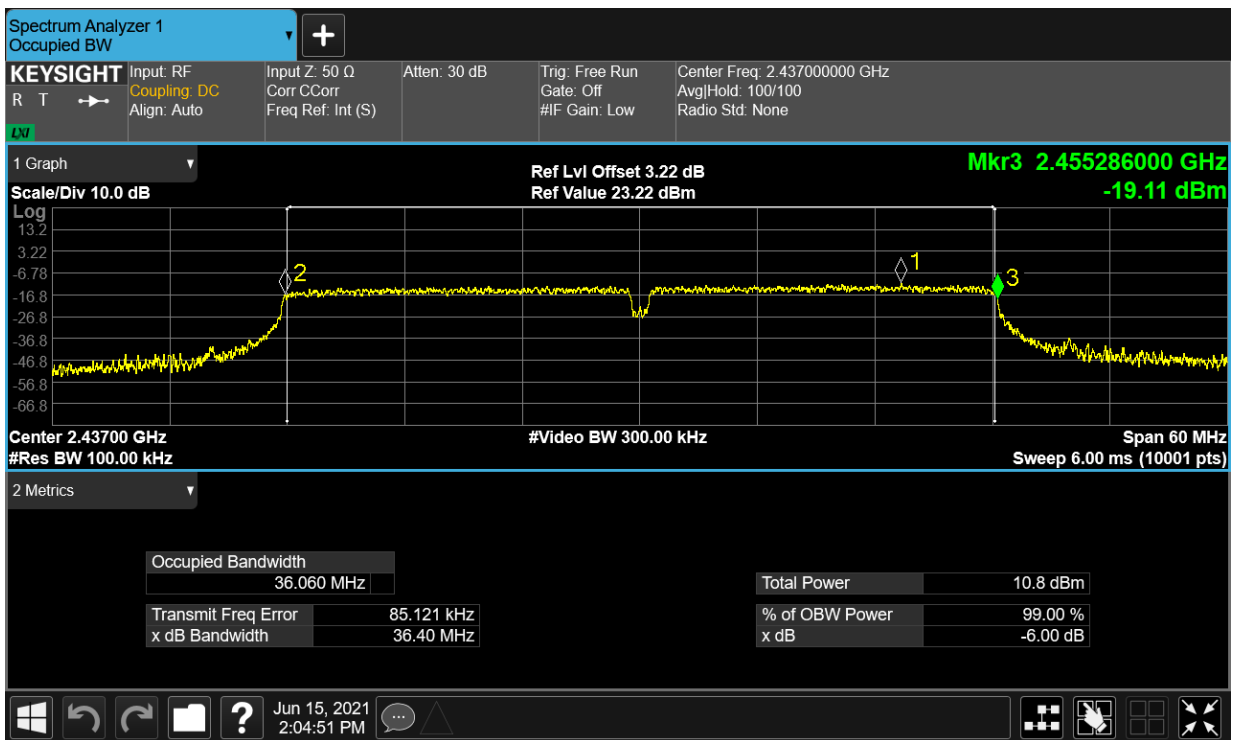 Spectrum Analyzer 1
Occupied BW
KEYSIGHT
R T
LXI
Input: RF
Coupling: DC
Align: Auto
Input Z: 50 Ω
Corr CCorr
Freq Ref: Int (S)
Atten: 30 dB
Trig: Free Run
Gate: Off
#IF Gain: Low
Center Freq: 2.437000000 GHz
Avg|Hold: 100/100
Radio Std: None
1 Graph
Scale/Div 10.0 dB
Ref Lvl Offset 3.22 dB
Ref Value 23.22 dBm
Mkr3 2.455286000 GHz
-19.11 dBm
Log
13.2
3.22
-6.78
-16.8
-26.8
-36.8
-46.8
-56.8
-66.8
2
1
3
Center 2.43700 GHz
#Res BW 100.00 kHz
#Video BW 300.00 kHz
Span 60 MHz
Sweep 6.00 ms (10001 pts)
2 Metrics
Occupied Bandwidth
36.060 MHz
Transmit Freq Error 85.121 kHz
x dB Bandwidth 36.40 MHz
Total Power 10.8 dBm
% of OBW Power 99.00 %
x dB -6.00 dB
?
Jun 15, 2021
2:04:51 PM